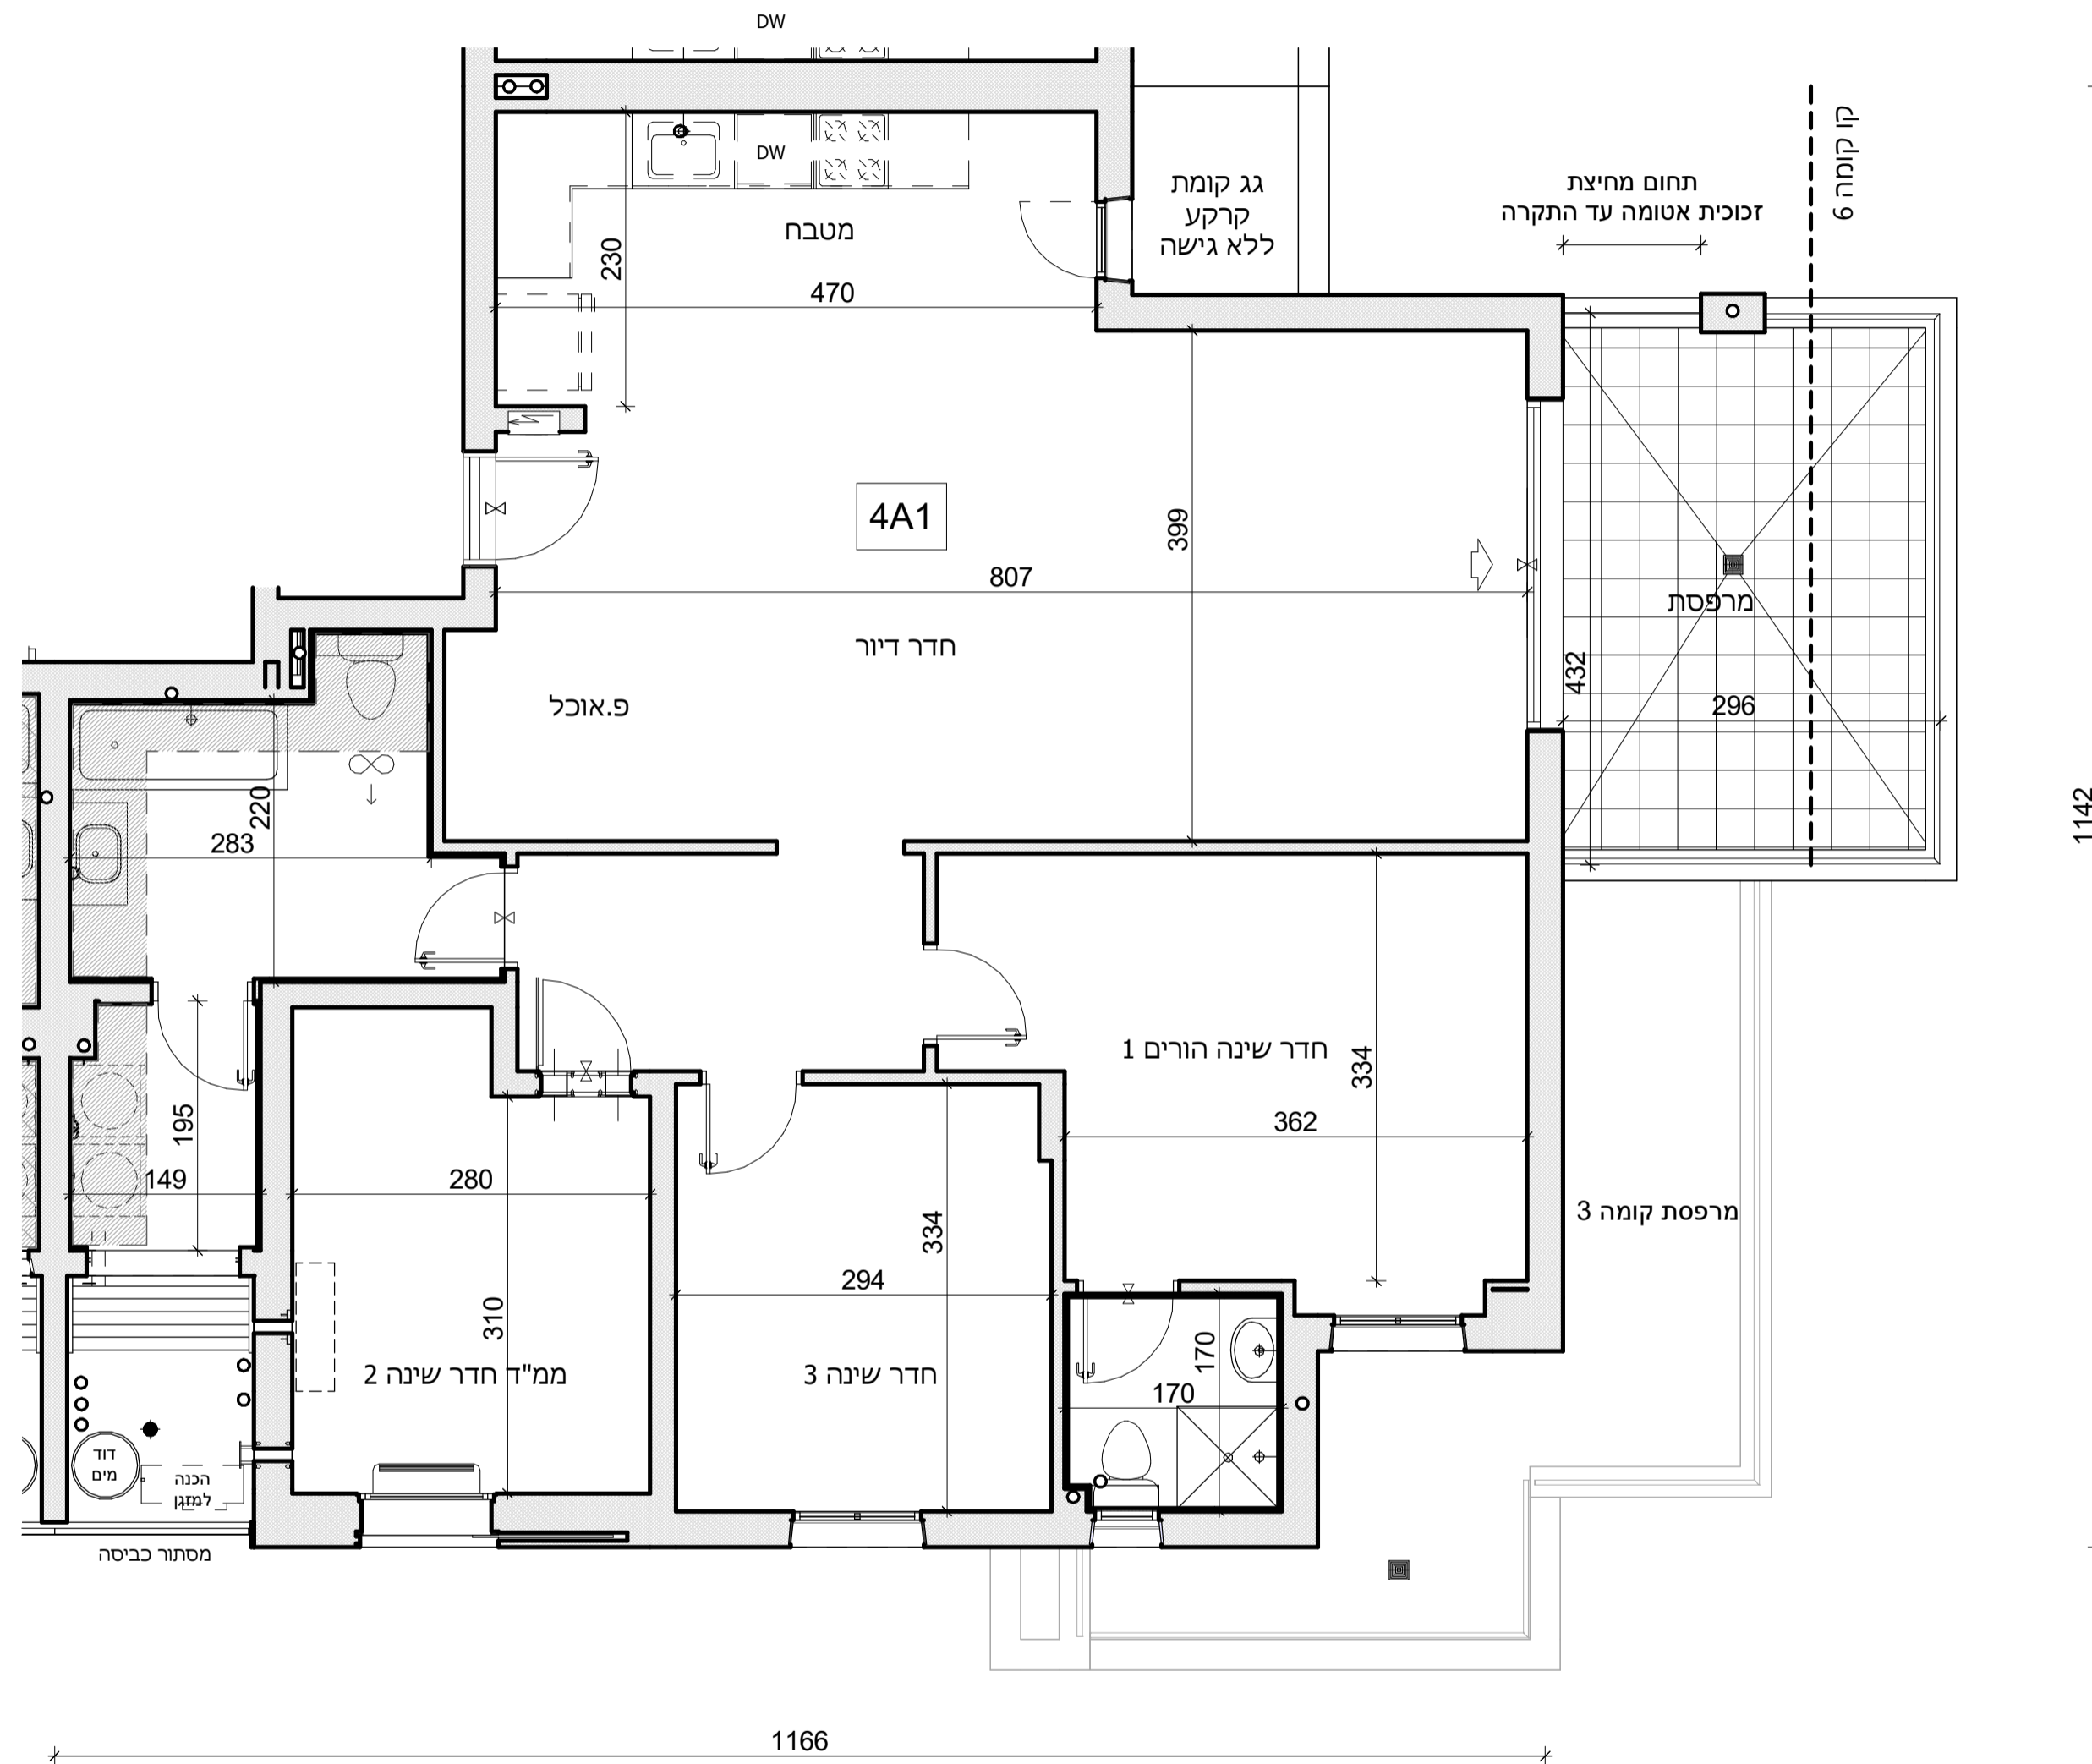 DW
DW
מטבח
230
470
גג קומת
קרקע
ללא גישה
תחום מחיצת
זכוכית אטומה עד התקרה
קו קומה 6
4A1
399
807
חדר דיור
פ.אוכל
מרפסת
432
296
1142
220
283
חדר שינה הורים 1
334
362
195
149
280
310
ממ"ד חדר שינה 2
334
294
חדר שינה 3
170
170
מרפסת קומה 3
דוד
מים
הכנה
למזגן
מסתור כביסה
1166